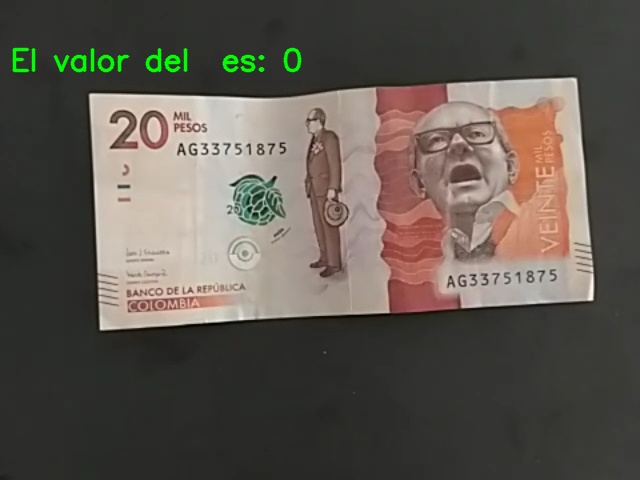 El valor del  es: 0
20 MIL
PESOS
AG33751875
VEINTE MIL
PESOS
20
AG33751875
BANCO DE LA REPÚBLICA
COLOMBIA